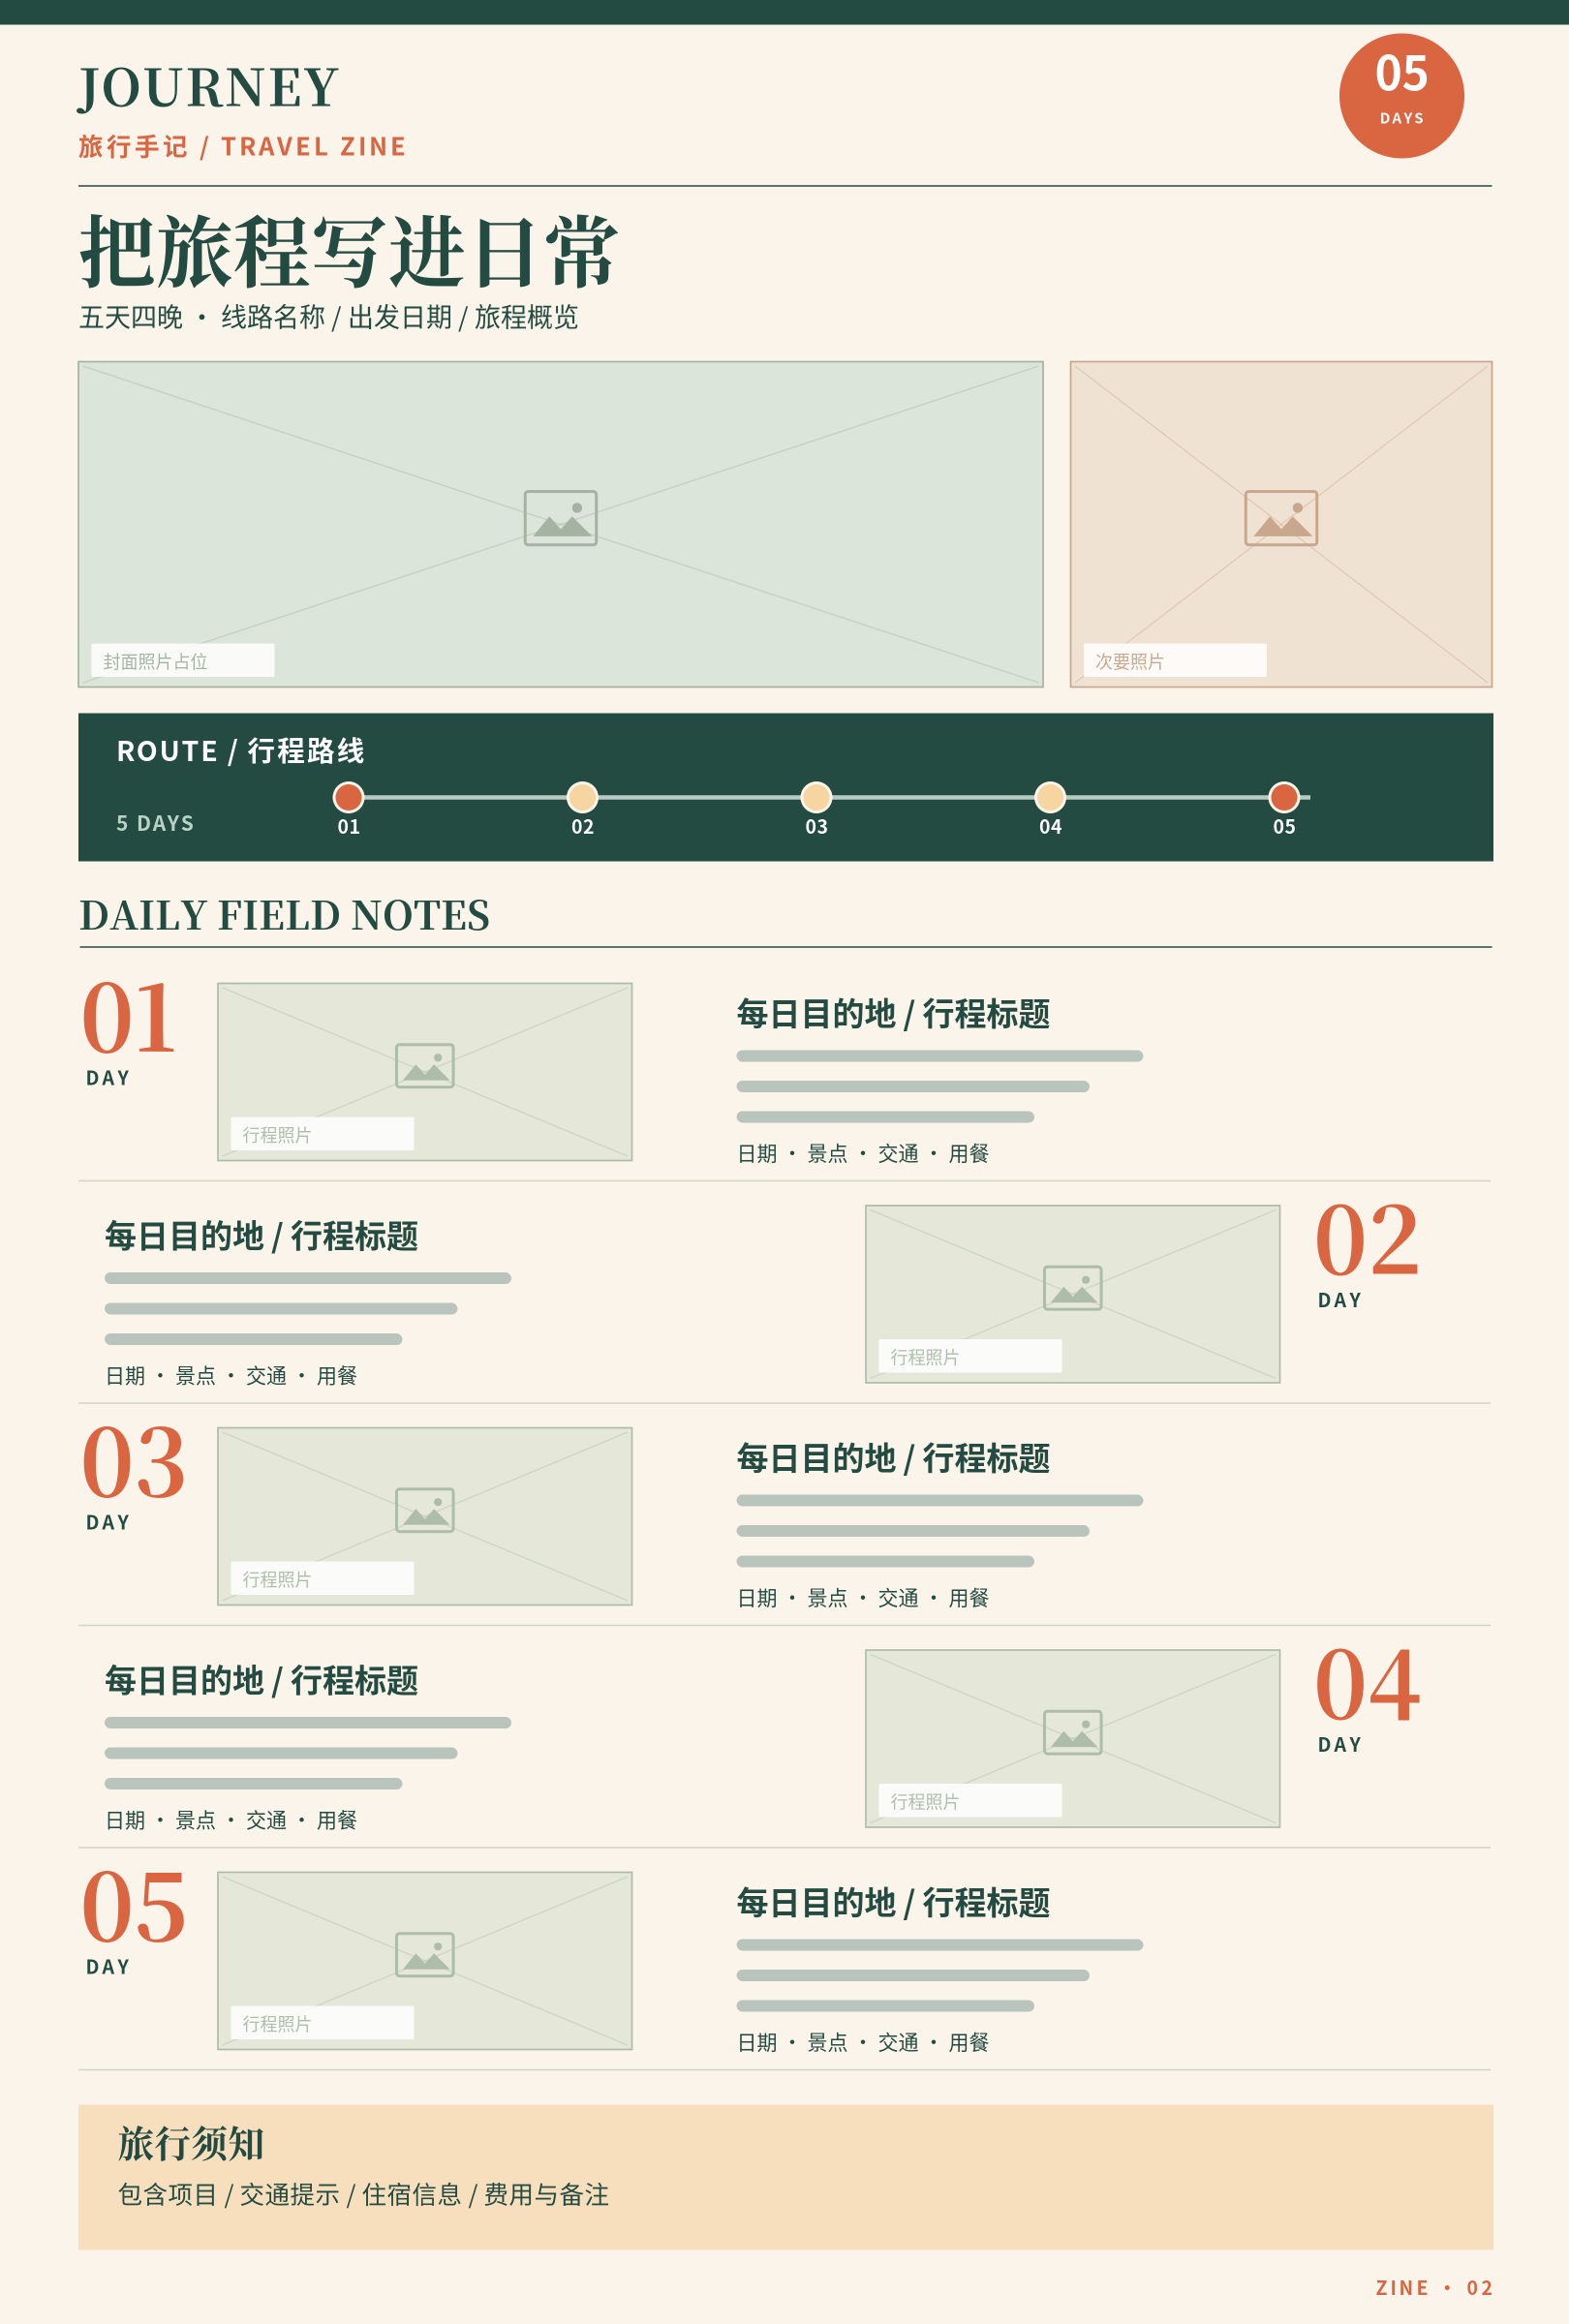 JOURNEY
旅行手记 / TRAVEL ZINE
05
DAYS
把旅程写进日常
五天四晚 · 线路名称 / 出发日期 / 旅程概览
封面照片占位
次要照片
ROUTE / 行程路线
5 DAYS
01
02
03
04
05
DAILY FIELD NOTES
01
DAY
行程照片
每日目的地 / 行程标题
日期 · 景点 · 交通 · 用餐
每日目的地 / 行程标题
日期 · 景点 · 交通 · 用餐
行程照片
02
DAY
03
DAY
行程照片
每日目的地 / 行程标题
日期 · 景点 · 交通 · 用餐
每日目的地 / 行程标题
日期 · 景点 · 交通 · 用餐
行程照片
04
DAY
05
DAY
行程照片
每日目的地 / 行程标题
日期 · 景点 · 交通 · 用餐
旅行须知
包含项目 / 交通提示 / 住宿信息 / 费用与备注
ZINE · 02